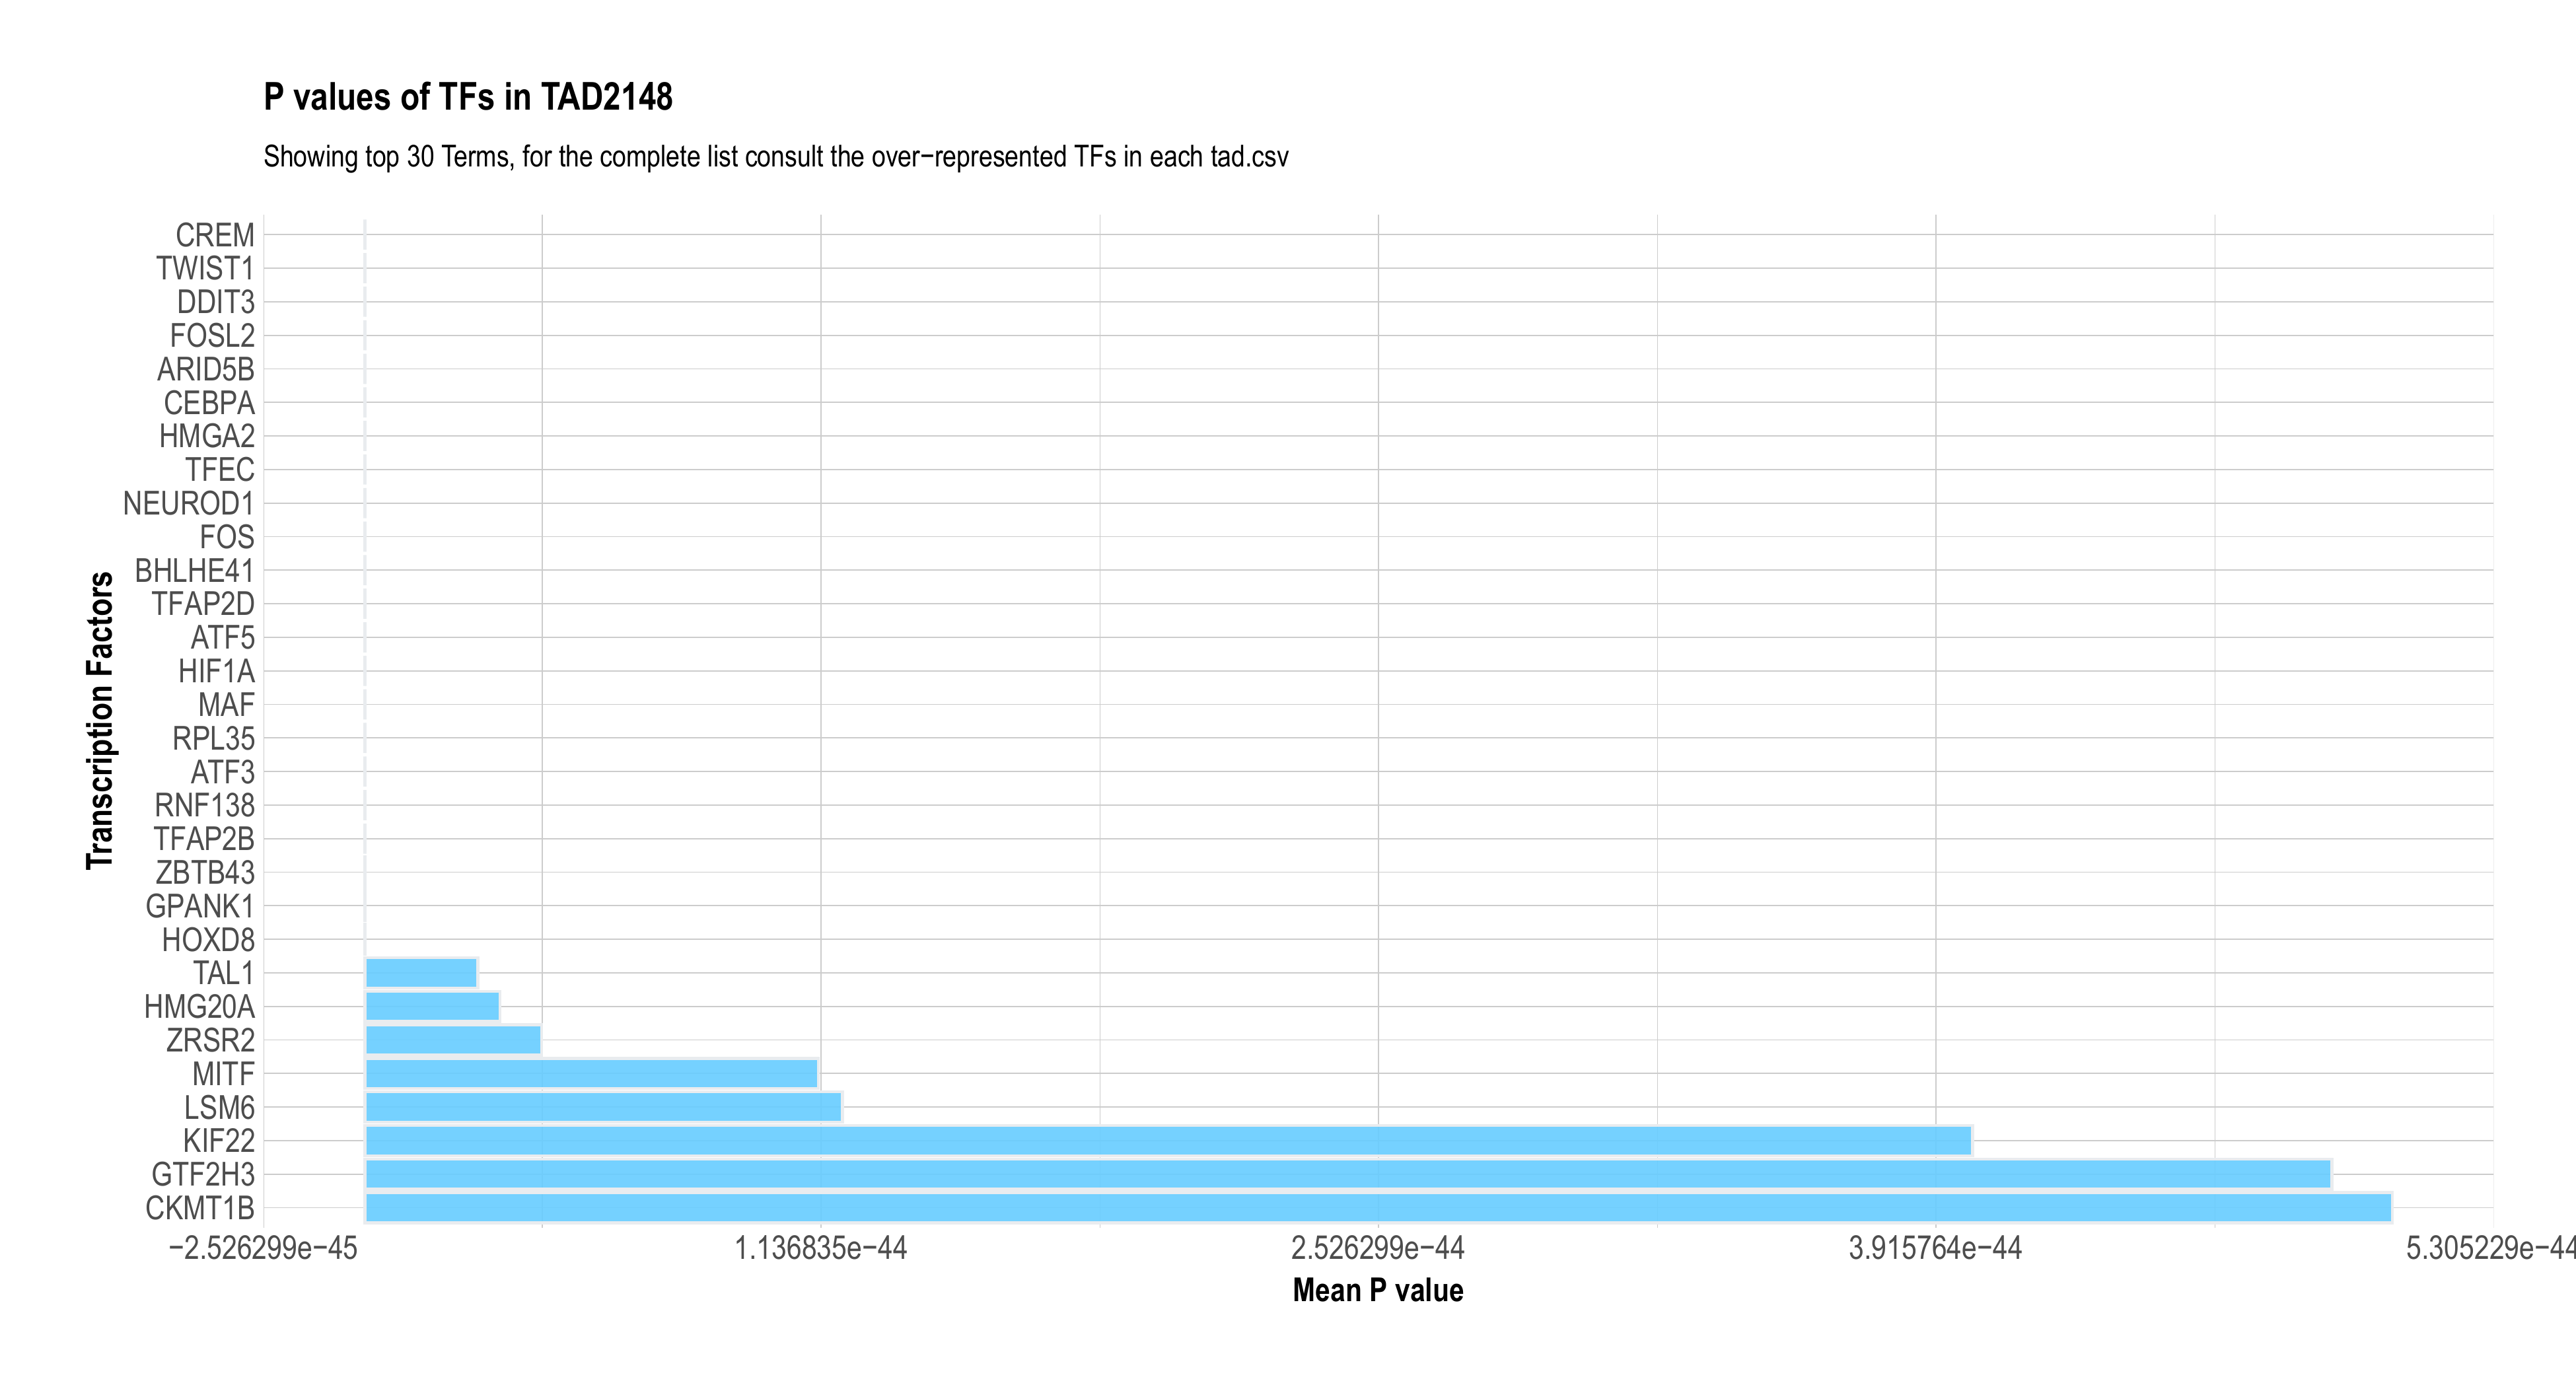 P values of TFs in TAD2148
Showing top 30 Terms, for the complete list consult the over−represented TFs in each tad.csv
Transcription Factors
CREM
TWIST1
DDIT3
FOSL2
ARID5B
CEBPA
HMGA2
TFEC
NEUROD1
FOS
BHLHE41
TFAP2D
ATF5
HIF1A
MAF
RPL35
ATF3
RNF138
TFAP2B
ZBTB43
GPANK1
HOXD8
TAL1
HMG20A
ZRSR2
MITF
LSM6
KIF22
GTF2H3
CKMT1B
−2.526299e−45 1.136835e−44 2.526299e−44 3.915764e−44 5.305229e−44
Mean P value